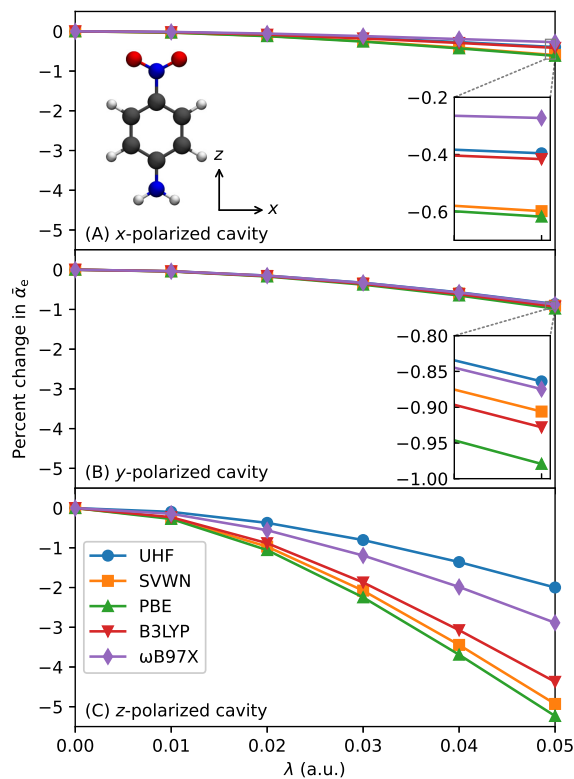 0
−1
−2
−3
−4
−5
z
x
−0.2
−0.4
−0.6
(A) x-polarized cavity
Percent change in ᾱe
0
−1
−2
−3
−4
−5
−0.80
−0.85
−0.90
−0.95
−1.00
(B) y-polarized cavity
0
−1
−2
−3
−4
−5
UHF
SVWN
PBE
B3LYP
ωB97X
(C) z-polarized cavity
0.00 0.01 0.02 0.03 0.04 0.05
λ (a.u.)